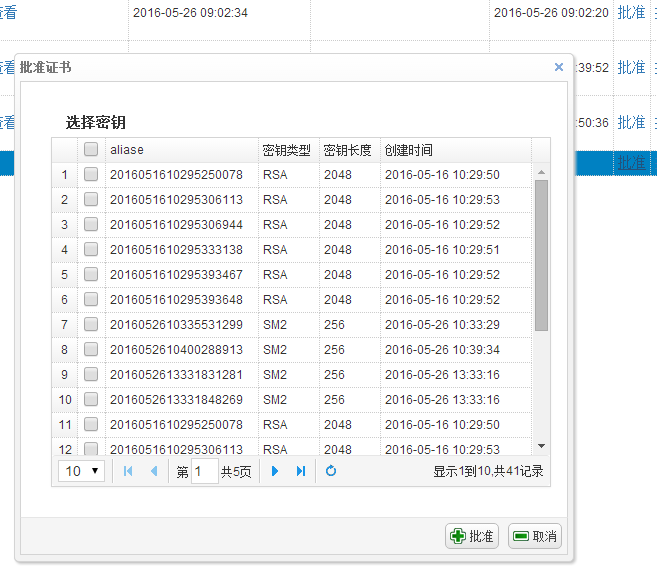 查看 2016-05-26 09:02:34 2016-05-26 09:02:20 批准
批准证书 ×
查看 :39:52 批准
选择密钥
查看 :50:36 批准
aliase 密钥类型 密钥长度 创建时间
批准
1 2016051610295250078 RSA 2048 2016-05-16 10:29:50
2 2016051610295306113 RSA 2048 2016-05-16 10:29:53
3 2016051610295306944 RSA 2048 2016-05-16 10:29:52
4 2016051610295333138 RSA 2048 2016-05-16 10:29:51
5 2016051610295393467 RSA 2048 2016-05-16 10:29:52
6 2016051610295393648 RSA 2048 2016-05-16 10:29:52
7 2016052610335531299 SM2 256 2016-05-26 10:33:29
8 2016052610400288913 SM2 256 2016-05-26 10:39:34
9 2016052613331831281 SM2 256 2016-05-26 13:33:16
10 2016052613331848269 SM2 256 2016-05-26 13:33:16
11 2016051610295250078 RSA 2048 2016-05-16 10:29:50
12 2016051610295306113 RSA 2048 2016-05-16 10:29:53
10 第 1 共5页 显示1到10,共41记录
批准 取消